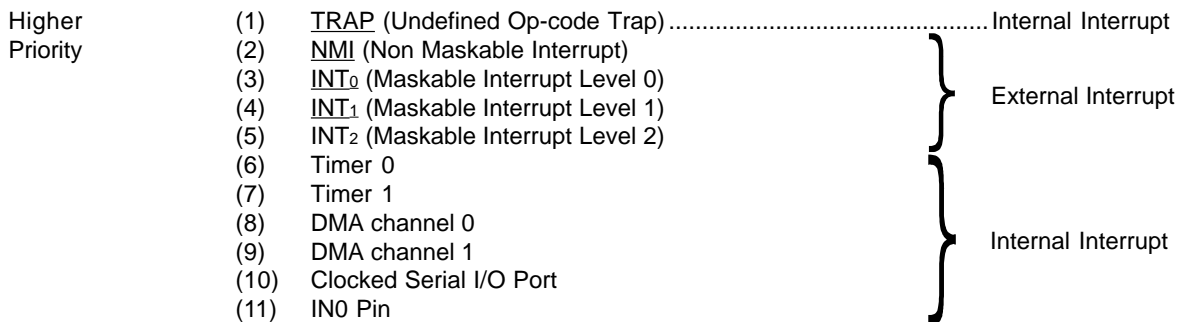 Higher (1) TRAP (Undefined Op-code Trap)................................................Internal Interrupt
Priority (2) NMI (Non Maskable Interrupt)
(3) INT0 (Maskable Interrupt Level 0)
External Interrupt
(4) INT1 (Maskable Interrupt Level 1)
(5) INT2 (Maskable Interrupt Level 2)
(6) Timer 0
(7) Timer 1
(8) DMA channel 0
Internal Interrupt
(9) DMA channel 1
(10) Clocked Serial I/O Port
(11) IN0 Pin